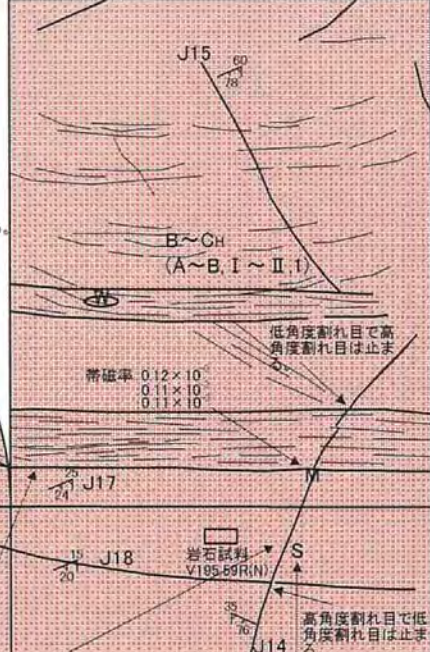 J15
60
78
B～CH
(A～B, I～II,1)
W
低角度割れ目で高
角度割れ目は止ま
る。
帯磁率 0.12×10
0.11×10
0.11×10
M
25
24
J17
岩石試料
V195.59R(N)
S
15
20
J18
35
76
J14
高角度割れ目で低
角度割れ目は止ま